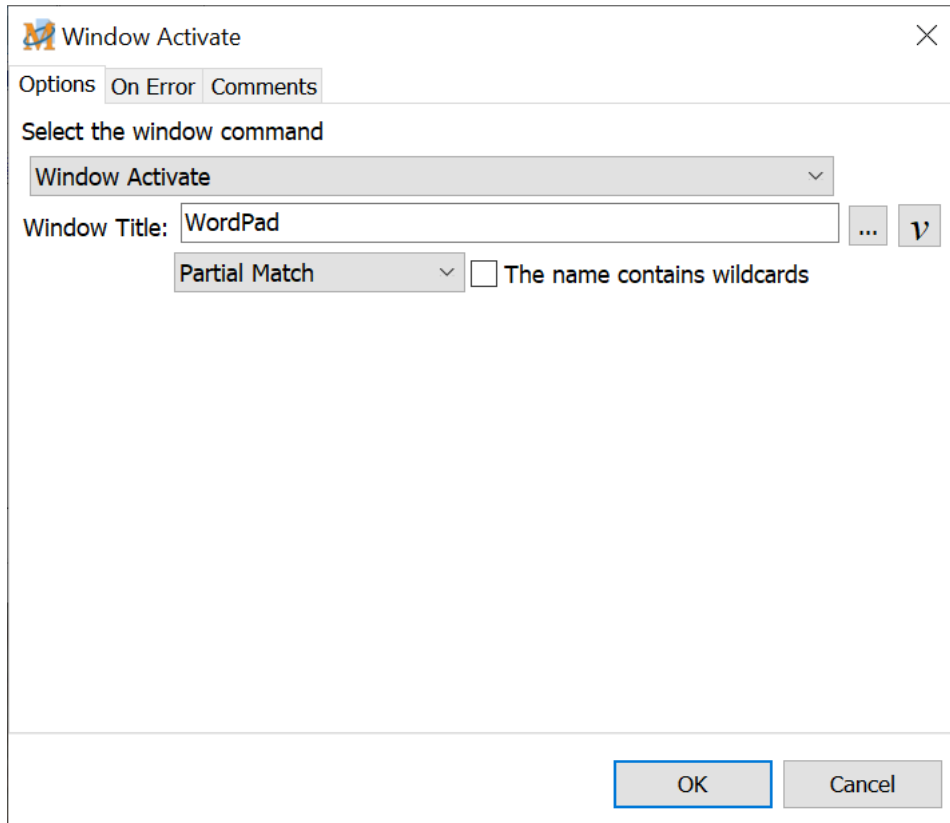 Window Activate
Options On Error Comments
Select the window command
Window Activate
Window Title: WordPad ... v
Partial Match The name contains wildcards
OK Cancel